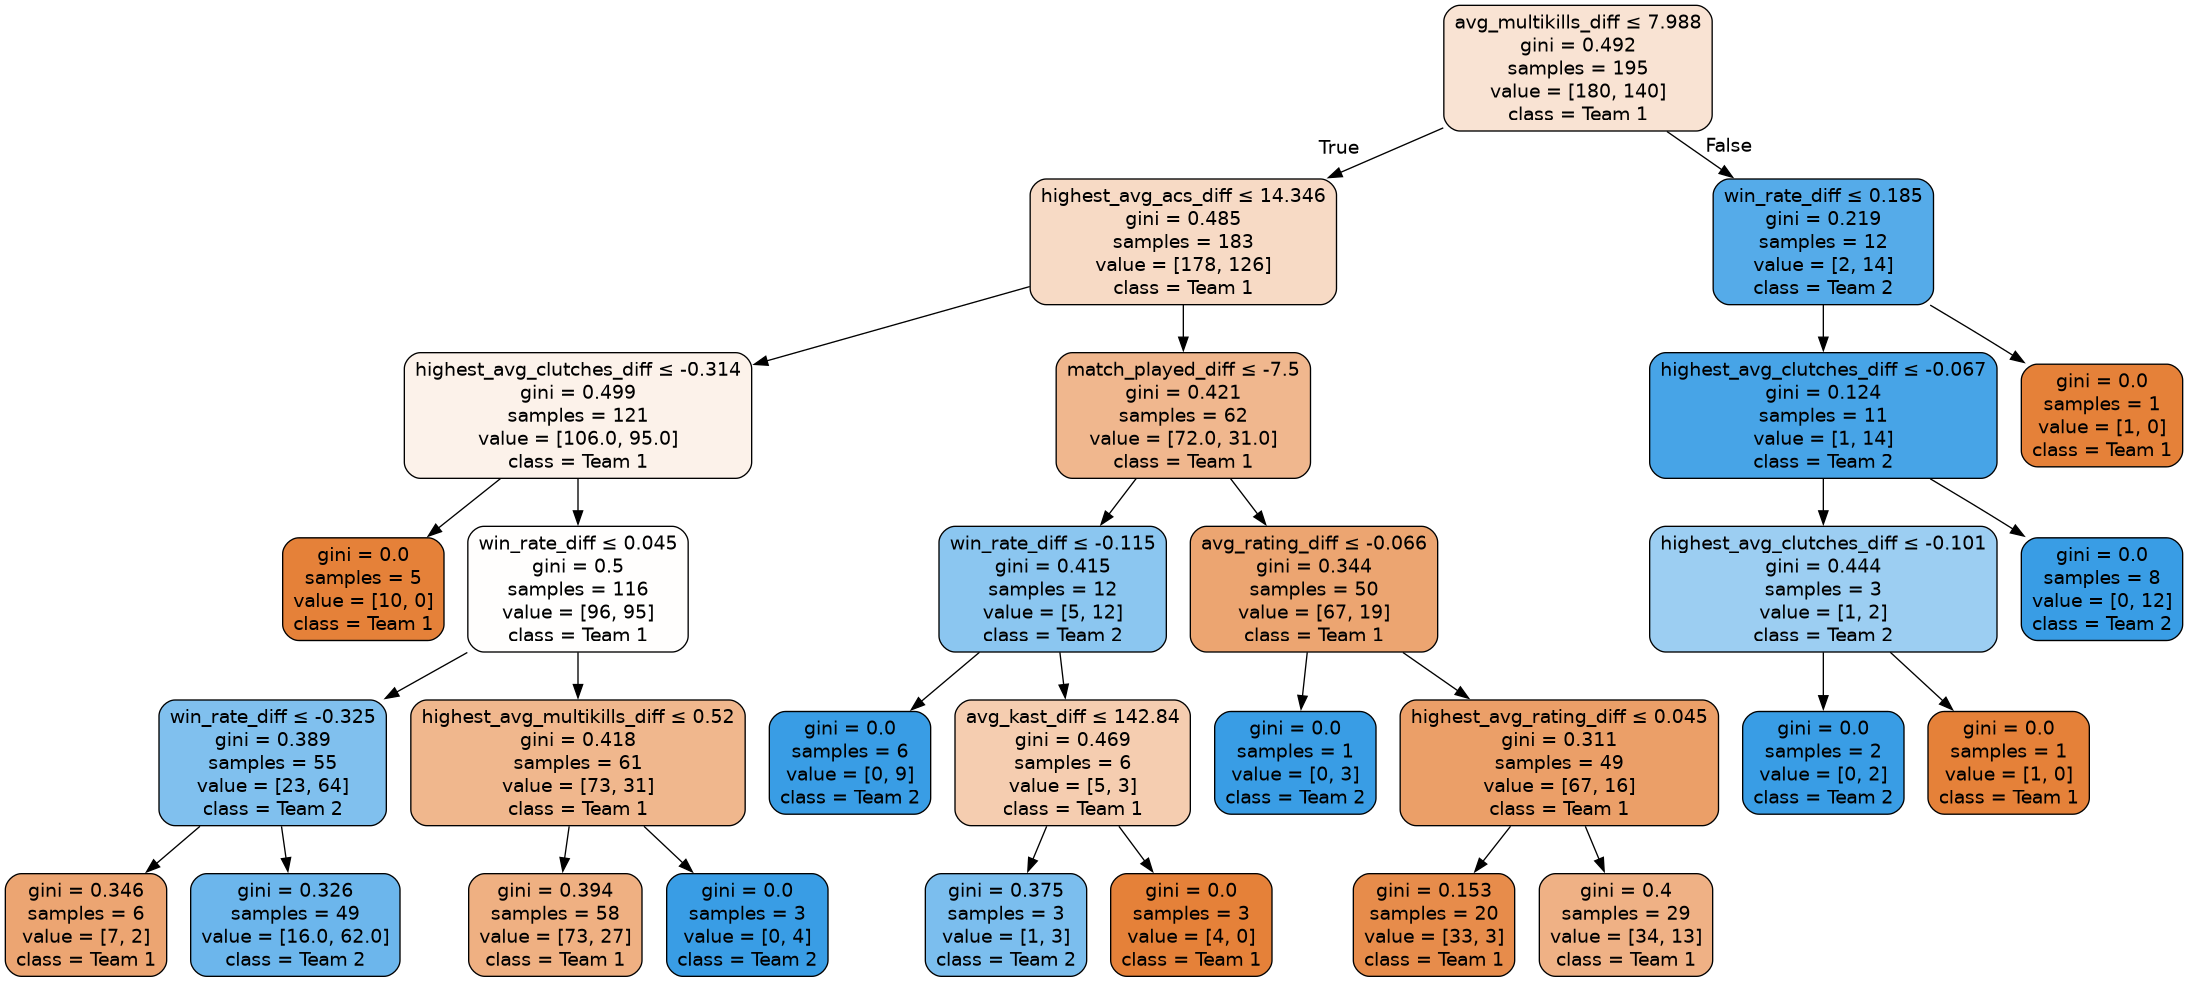 avg_multikills_diff ≤ 7.988
gini = 0.492
samples = 195
value = [180, 140]
class = Team 1
True
False
highest_avg_acs_diff ≤ 14.346
gini = 0.485
samples = 183
value = [178, 126]
class = Team 1
win_rate_diff ≤ 0.185
gini = 0.219
samples = 12
value = [2, 14]
class = Team 2
highest_avg_clutches_diff ≤ -0.314
gini = 0.499
samples = 121
value = [106.0, 95.0]
class = Team 1
match_played_diff ≤ -7.5
gini = 0.421
samples = 62
value = [72.0, 31.0]
class = Team 1
highest_avg_clutches_diff ≤ -0.067
gini = 0.124
samples = 11
value = [1, 14]
class = Team 2
gini = 0.0
samples = 1
value = [1, 0]
class = Team 1
gini = 0.0
samples = 5
value = [10, 0]
class = Team 1
win_rate_diff ≤ 0.045
gini = 0.5
samples = 116
value = [96, 95]
class = Team 1
win_rate_diff ≤ -0.115
gini = 0.415
samples = 12
value = [5, 12]
class = Team 2
avg_rating_diff ≤ -0.066
gini = 0.344
samples = 50
value = [67, 19]
class = Team 1
highest_avg_clutches_diff ≤ -0.101
gini = 0.444
samples = 3
value = [1, 2]
class = Team 2
gini = 0.0
samples = 8
value = [0, 12]
class = Team 2
win_rate_diff ≤ -0.325
gini = 0.389
samples = 55
value = [23, 64]
class = Team 2
highest_avg_multikills_diff ≤ 0.52
gini = 0.418
samples = 61
value = [73, 31]
class = Team 1
gini = 0.0
samples = 6
value = [0, 9]
class = Team 2
avg_kast_diff ≤ 142.84
gini = 0.469
samples = 6
value = [5, 3]
class = Team 1
gini = 0.0
samples = 1
value = [0, 3]
class = Team 2
highest_avg_rating_diff ≤ 0.045
gini = 0.311
samples = 49
value = [67, 16]
class = Team 1
gini = 0.0
samples = 2
value = [0, 2]
class = Team 2
gini = 0.0
samples = 1
value = [1, 0]
class = Team 1
gini = 0.346
samples = 6
value = [7, 2]
class = Team 1
gini = 0.326
samples = 49
value = [16.0, 62.0]
class = Team 2
gini = 0.394
samples = 58
value = [73, 27]
class = Team 1
gini = 0.0
samples = 3
value = [0, 4]
class = Team 2
gini = 0.375
samples = 3
value = [1, 3]
class = Team 2
gini = 0.0
samples = 3
value = [4, 0]
class = Team 1
gini = 0.153
samples = 20
value = [33, 3]
class = Team 1
gini = 0.4
samples = 29
value = [34, 13]
class = Team 1